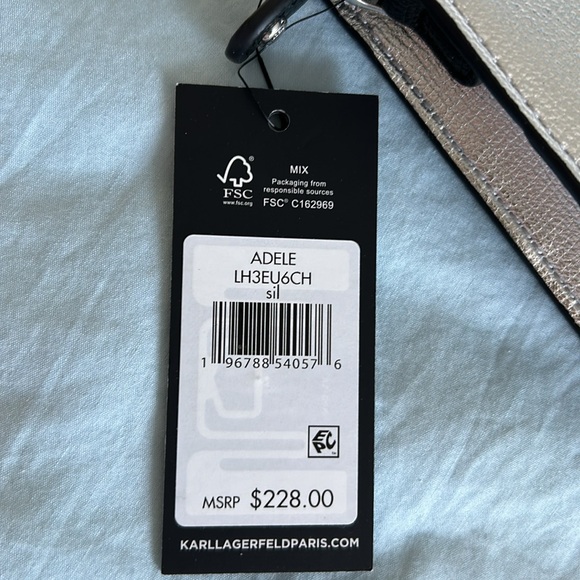 FSC®
www.fsc.org
MIX
Packaging from
responsible sources
FSC® C162969
ADELE
LH3EU6CH
sil
1 96788 54057 6
EPC
MSRP $228.00
KARLLAGERFELDPARIS.COM